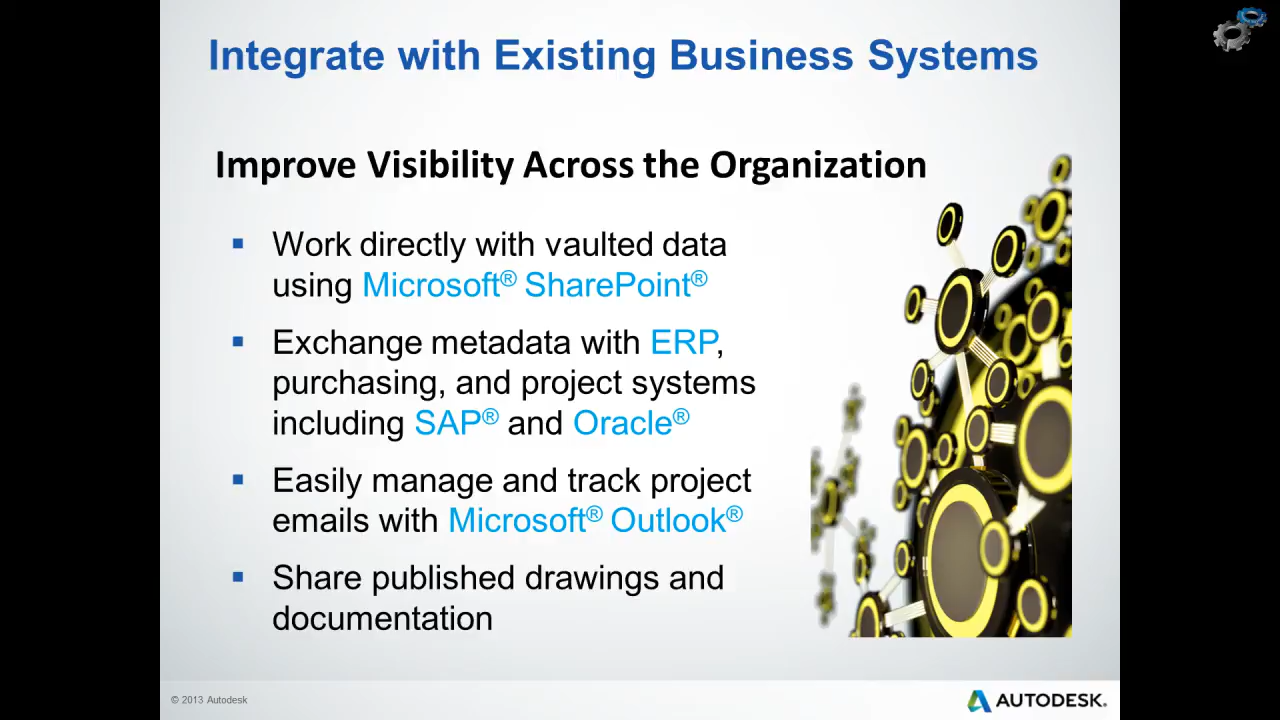 Integrate with Existing Business Systems
Improve Visibility Across the Organization
▪ Work directly with vaulted data
using Microsoft® SharePoint®
▪ Exchange metadata with ERP,
purchasing, and project systems
including SAP® and Oracle®
▪ Easily manage and track project
emails with Microsoft® Outlook®
▪ Share published drawings and
documentation
© 2013 Autodesk
AUTODESK.